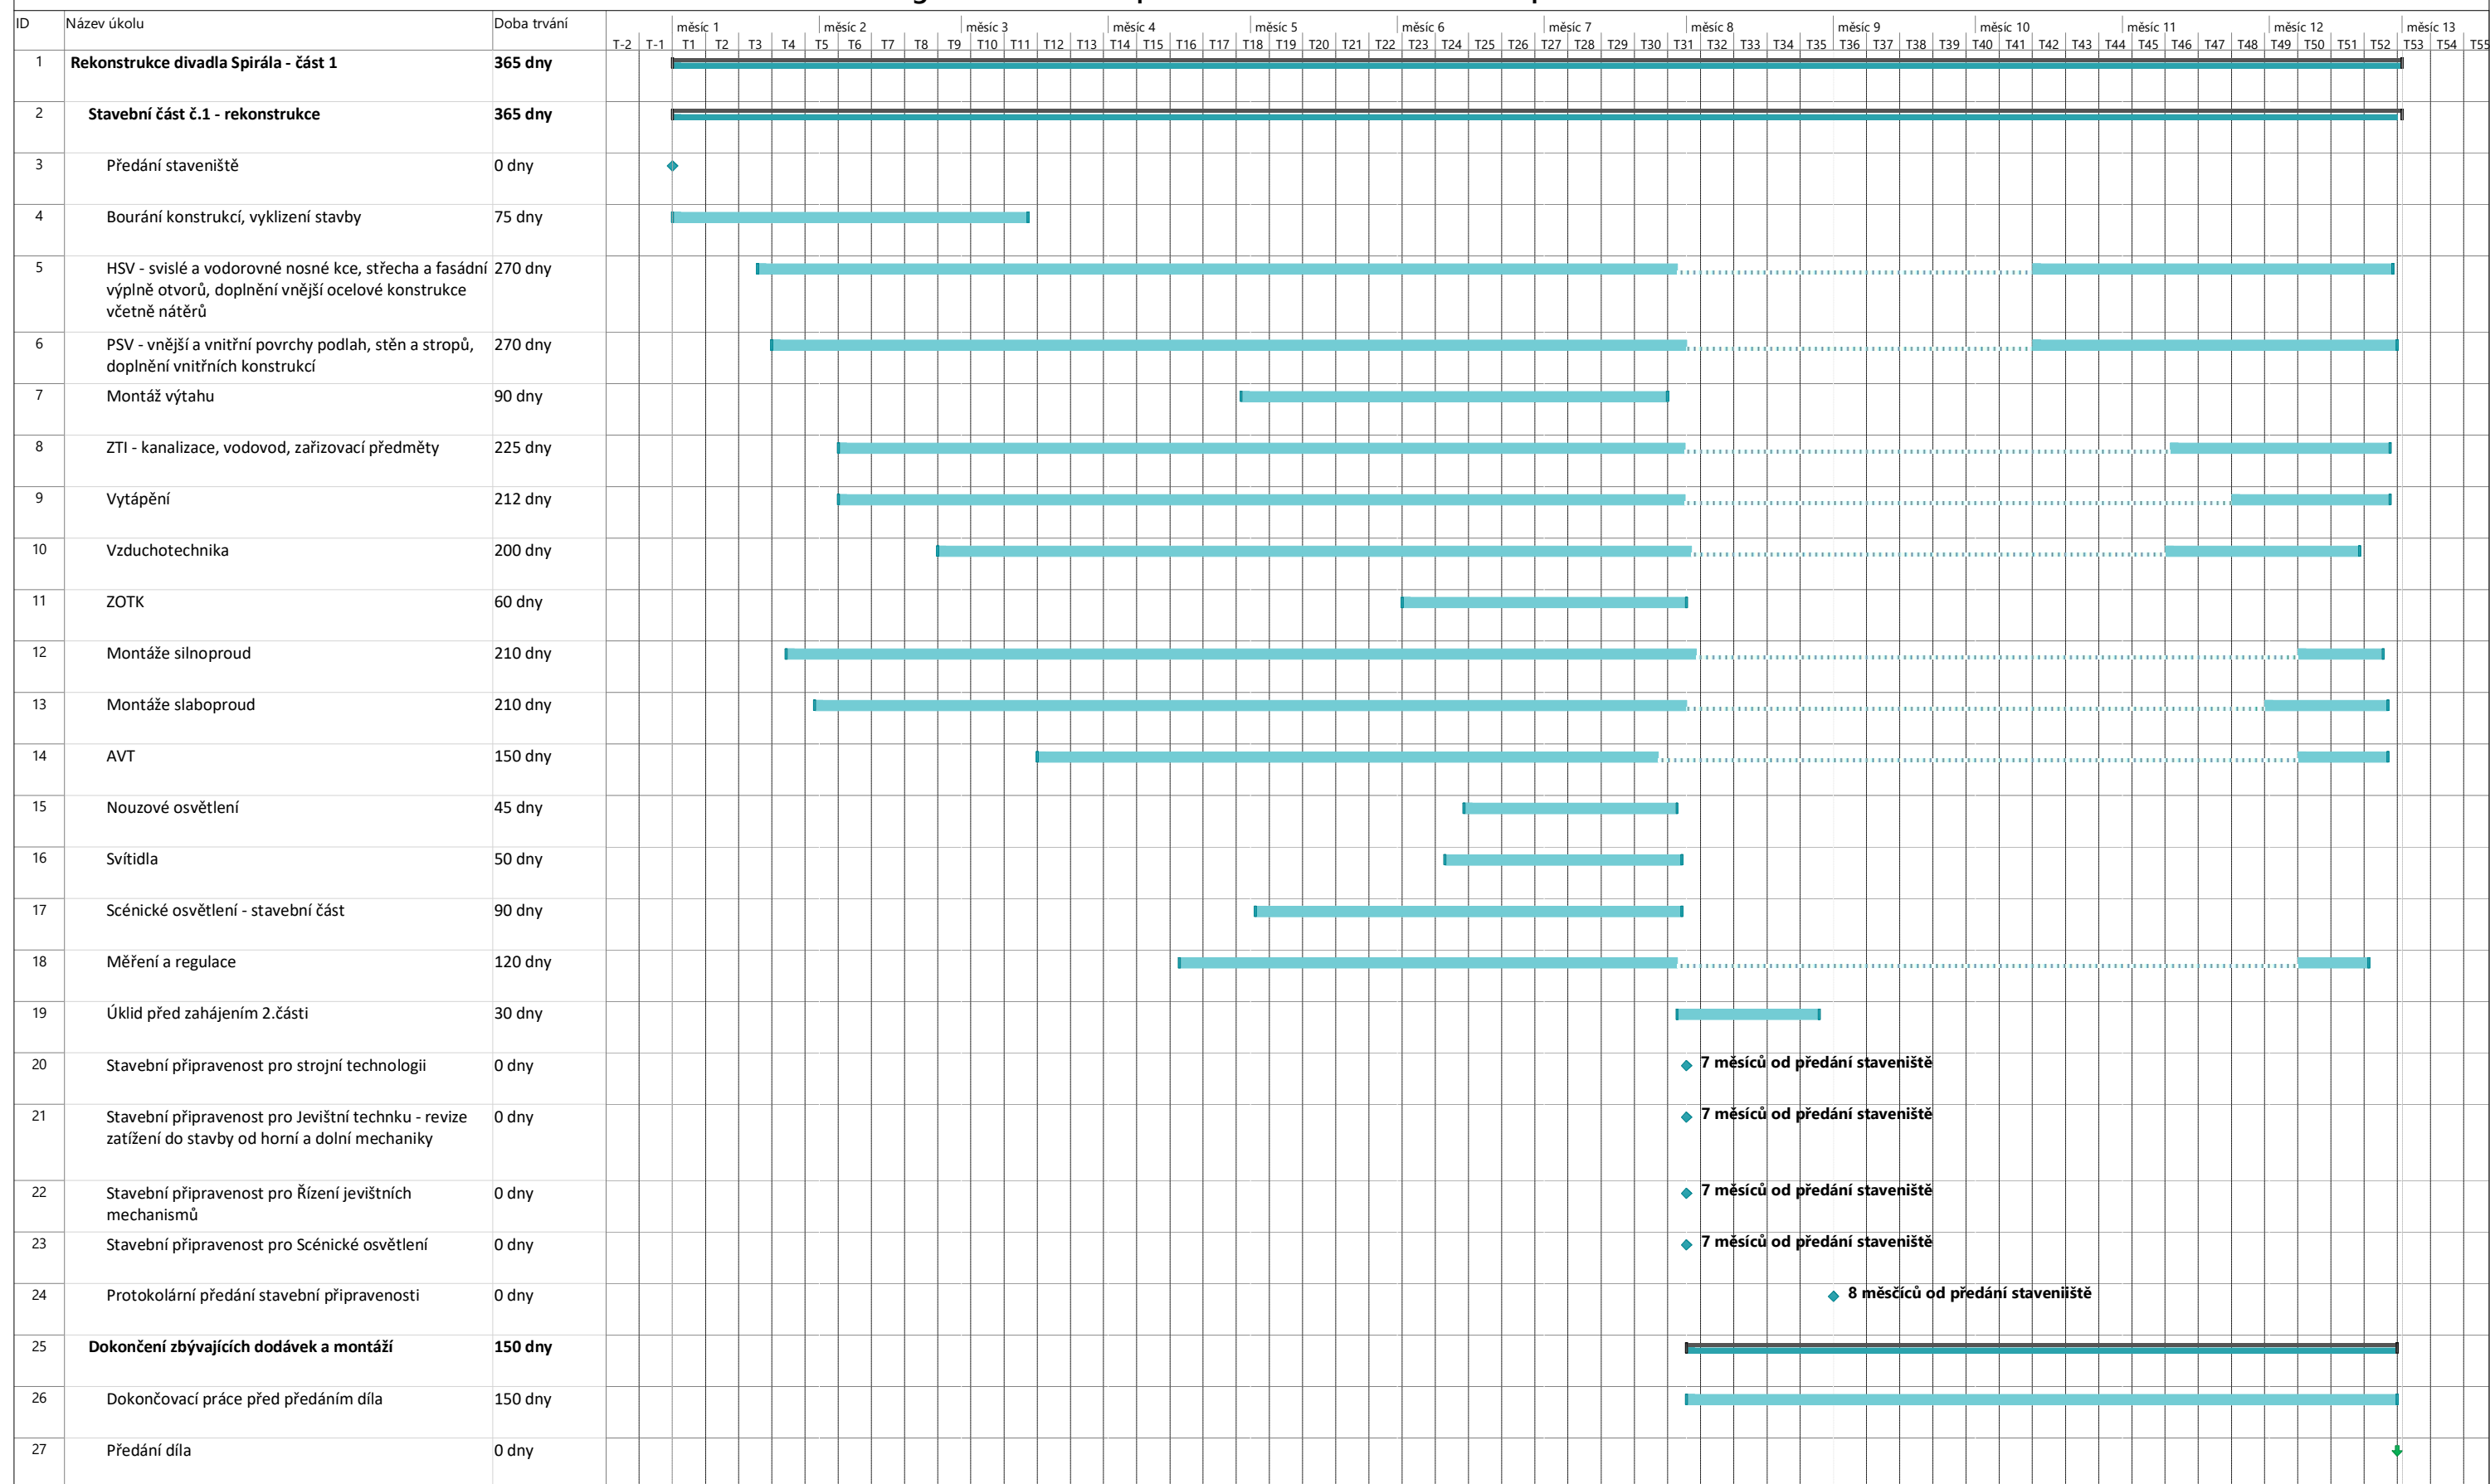 ID Název úkolu Doba trvání měsíc 1 měsíc 2 měsíc 3 měsíc 4 měsíc 5 měsíc 6 měsíc 7 měsíc 8 měsíc 9 měsíc 10 měsíc 11 měsíc 12 měsíc 13
T-2 T-1 T1 T2 T3 T4 T5 T6 T7 T8 T9 T10 T11 T12 T13 T14 T15 T16 T17 T18 T19 T20 T21 T22 T23 T24 T25 T26 T27 T28 T29 T30 T31 T32 T33 T34 T35 T36 T37 T38 T39 T40 T41 T42 T43 T44 T45 T46 T47 T48 T49 T50 T51 T52 T53 T54 T55
1 Rekonstrukce divadla Spirála - část 1 365 dny
2 Stavební část č.1 - rekonstrukce 365 dny
3 Předání staveniště 0 dny
4 Bourání konstrukcí, vyklizení stavby 75 dny
5 HSV - svislé a vodorovné nosné kce, střecha a fasádní 270 dny
výplně otvorů, doplnění vnější ocelové konstrukce
včetně nátěrů
6 PSV - vnější a vnitřní povrchy podlah, stěn a stropů, 270 dny
doplnění vnitřních konstrukcí
7 Montáž výtahu 90 dny
8 ZTI - kanalizace, vodovod, zařizovací předměty 225 dny
9 Vytápění 212 dny
10 Vzduchotechnika 200 dny
11 ZOTK 60 dny
12 Montáže silnoproud 210 dny
13 Montáže slaboproud 210 dny
14 AVT 150 dny
15 Nouzové osvětlení 45 dny
16 Svítidla 50 dny
17 Scénické osvětlení - stavební část 90 dny
18 Měření a regulace 120 dny
19 Úklid před zahájením 2.části 30 dny
20 Stavební připravenost pro strojní technologii 0 dny 7 měsíců od předání staveniště
21 Stavební připravenost pro Jevištní technku - revize 0 dny 7 měsíců od předání staveniště
zatížení do stavby od horní a dolní mechaniky
22 Stavební připravenost pro Řízení jevištních 0 dny 7 měsíců od předání staveniště
mechanismů
23 Stavební připravenost pro Scénické osvětlení 0 dny 7 měsíců od předání staveniště
24 Protokolární předání stavební připravenosti 0 dny 8 měsčíců od předání staveniiště
25 Dokončení zbývajících dodávek a montáží 150 dny
26 Dokončovací práce před předáním díla 150 dny
27 Předání díla 0 dny